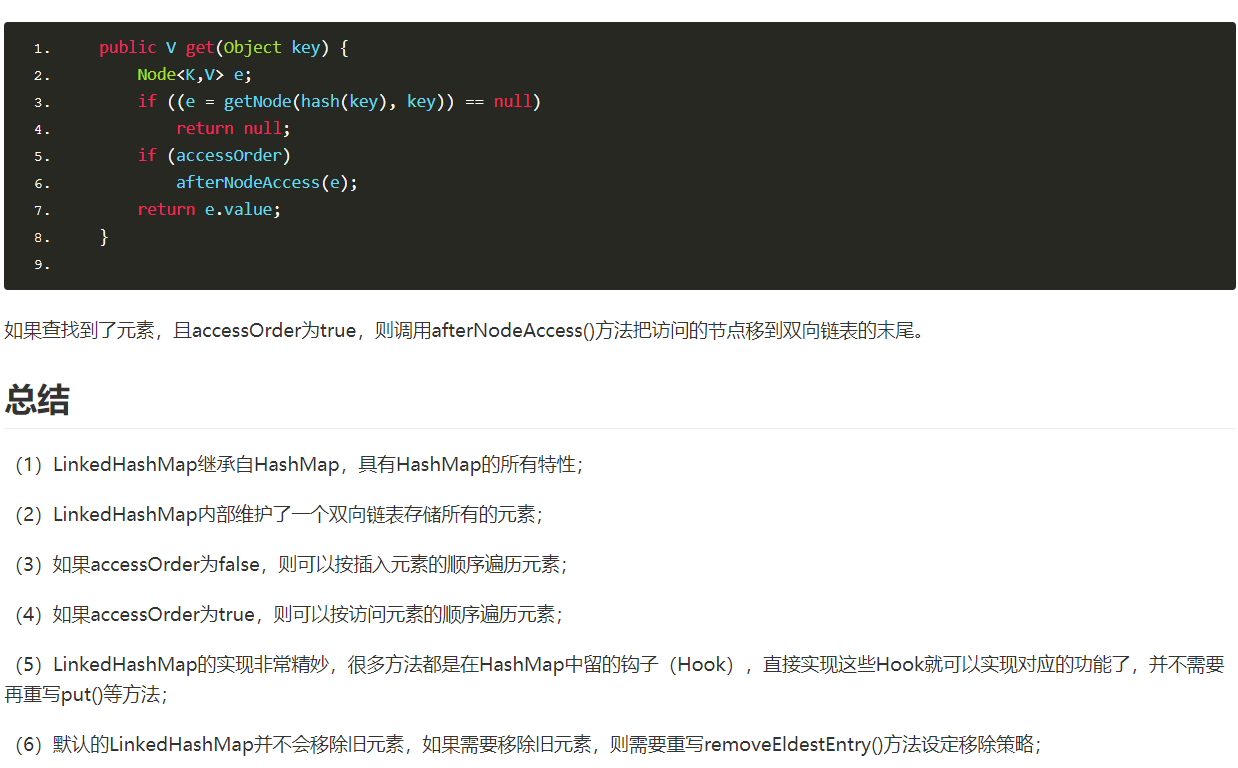 1. public V get(Object key) {
2. Node<K,V> e;
3. if ((e = getNode(hash(key), key)) == null)
4. return null;
5. if (accessOrder)
6. afterNodeAccess(e);
7. return e.value;
8. }
9.
如果查找到了元素，且accessOrder为true，则调用afterNodeAccess()方法把访问的节点移到双向链表的末尾。
总结
（1）LinkedHashMap继承自HashMap，具有HashMap的所有特性；
（2）LinkedHashMap内部维护了一个双向链表存储所有的元素；
（3）如果accessOrder为false，则可以按插入元素的顺序遍历元素；
（4）如果accessOrder为true，则可以按访问元素的顺序遍历元素；
（5）LinkedHashMap的实现非常精妙，很多方法都是在HashMap中留的钩子（Hook），直接实现这些Hook就可以实现对应的功能了，并不需要
再重写put()等方法；
（6）默认的LinkedHashMap并不会移除旧元素，如果需要移除旧元素，则需要重写removeEldestEntry()方法设定移除策略；